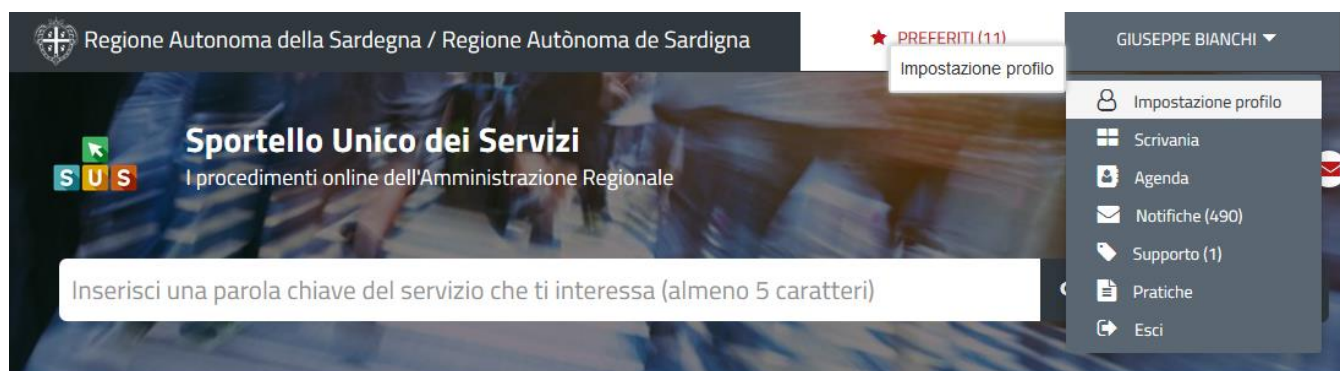 Regione Autonoma della Sardegna / Regione Autònoma de Sardigna
PREFERITI (11)
GIUSEPPE BIANCHI
Impostazione profilo
Impostazione profilo
Scrivania
Agenda
Notifiche (490)
Supporto (1)
Pratiche
Esci
SUS
Sportello Unico dei Servizi
I procedimenti online dell'Amministrazione Regionale
Inserisci una parola chiave del servizio che ti interessa (almeno 5 caratteri)